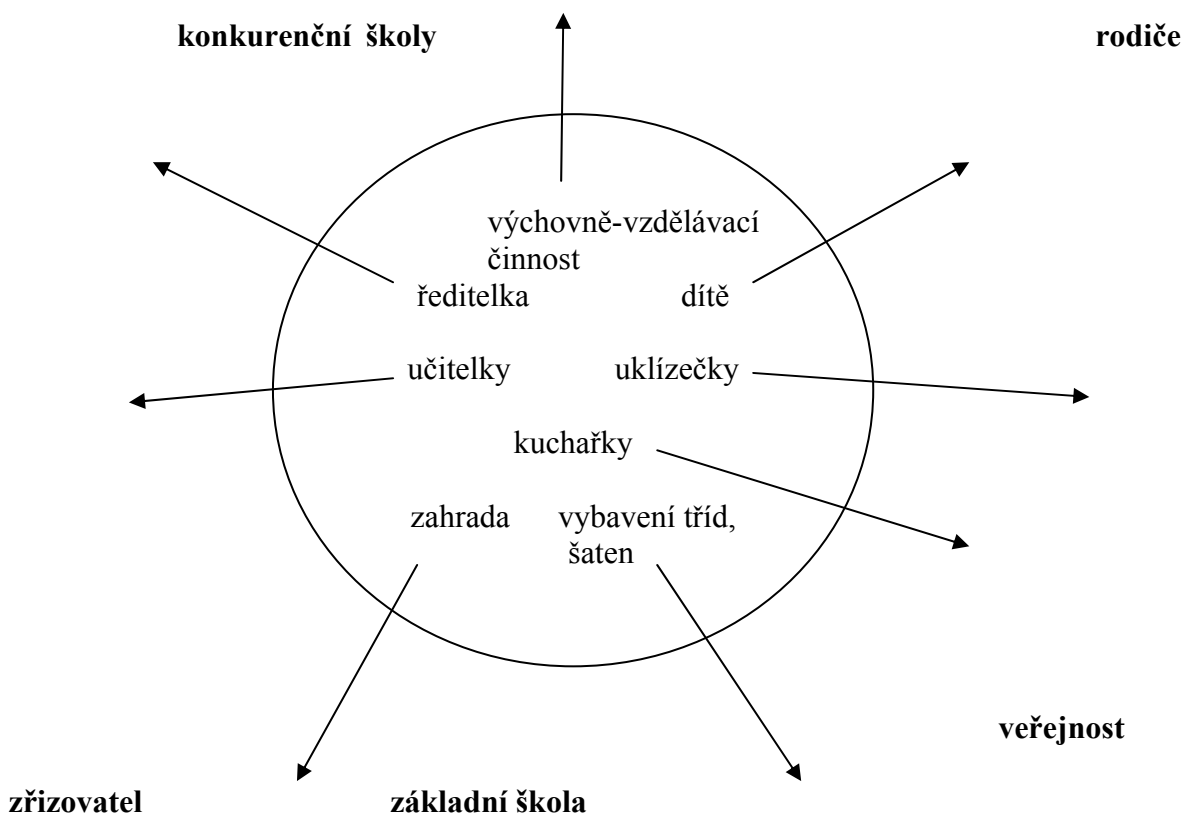 konkurenční školy
rodiče
výchovně-vzdělávací
činnost
ředitelka
dítě
učitelky
uklízečky
kuchařky
zahrada
vybavení tříd,
šaten
veřejnost
zřizovatel
základní škola